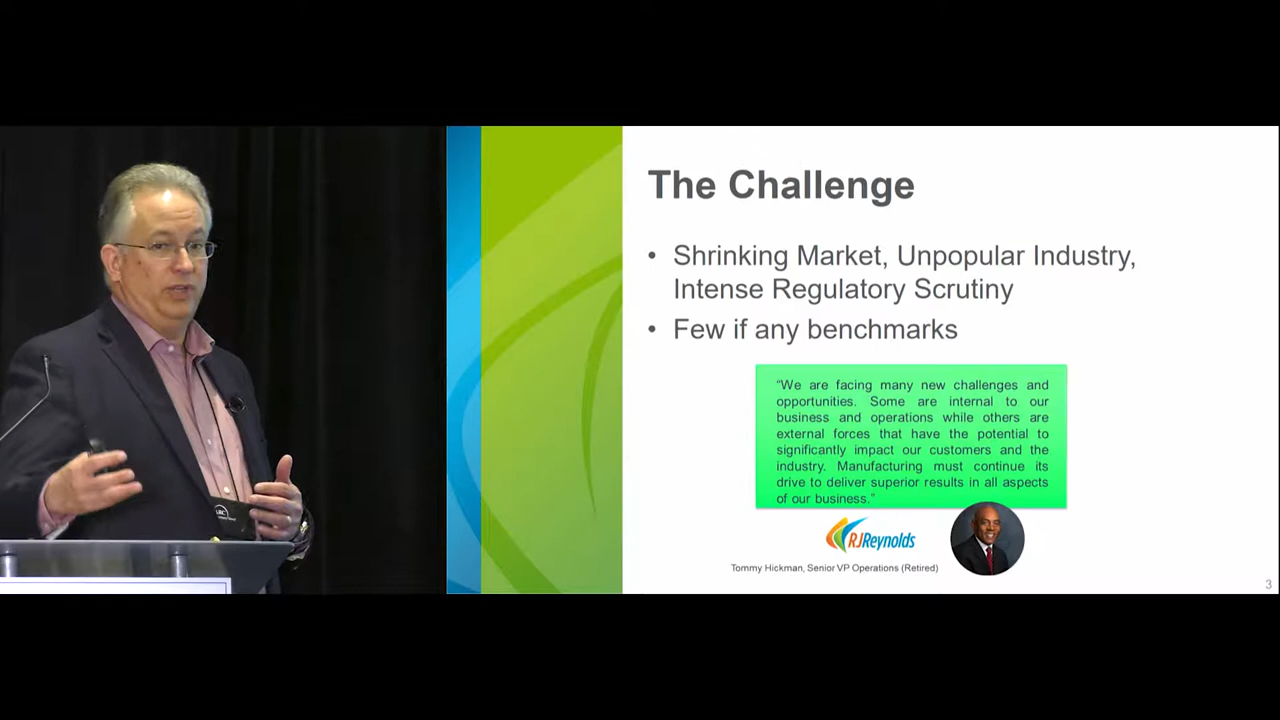 The Challenge
• Shrinking Market, Unpopular Industry,
Intense Regulatory Scrutiny
• Few if any benchmarks
“We are facing many new challenges and
opportunities. Some are internal to our
business and operations while others are
external forces that have the potential to
significantly impact our customers and the
industry. Manufacturing must continue its
drive to deliver superior results in all aspects
of our business.”
RJReynolds
Tommy Hickman, Senior VP Operations (Retired)
3